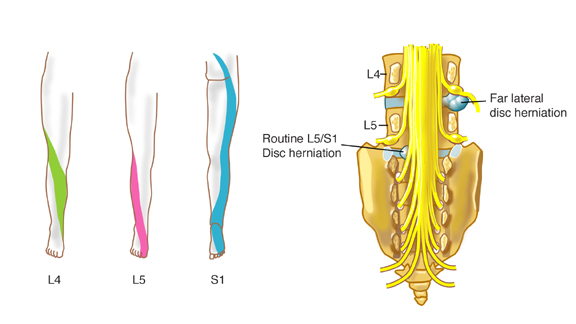 L4
L5
S1
L4
L5
Routine L5/S1
Disc herniation
Far lateral
disc herniation